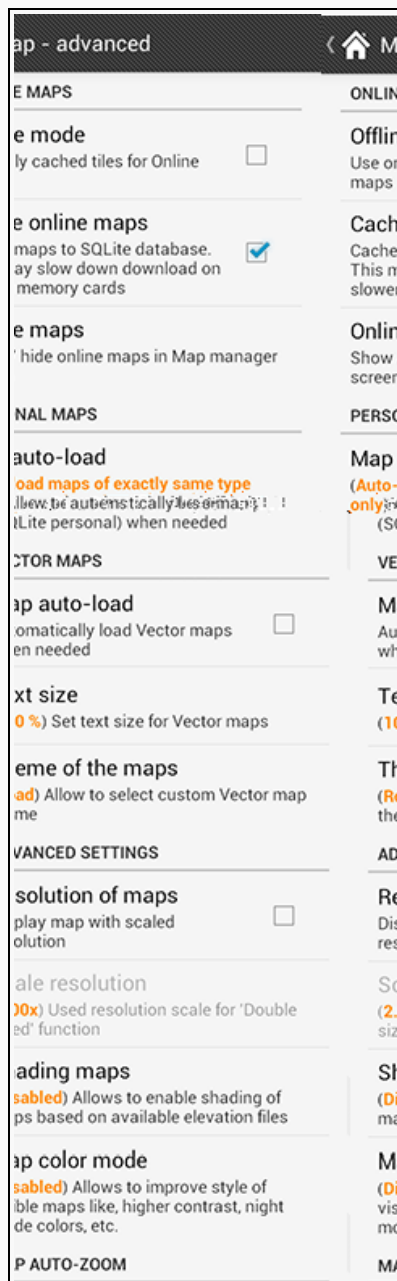 ap - advanced
M
E MAPS
ONLIN
e mode
Offlin
ly cached tiles for Online
Use or
maps
e online maps
Cach
maps to SQLite database.
Cache
ay slow down download on
This m
memory cards
slower
e maps
Onlin
hide online maps in Map manager
Show
screen
NAL MAPS
PERSO
auto-load
Map
oad maps of exactly same type
(Auto-
only
QLite personal) when needed
(SQ
CTOR MAPS
VE
ap auto-load
M
tomatically load Vector maps
Au
en needed
wh
xt size
Te
0 %) Set text size for Vector maps
(10
eme of the maps
Th
ad) Allow to select custom Vector map
(Re
me
the
VANCED SETTINGS
AD
solution of maps
Re
play map with scaled
Dis
olution
res
ale resolution
Sc
00x) Used resolution scale for 'Double
(2.
ed' function
siz
ading maps
Sh
sabled) Allows to enable shading of
(Di
ps based on available elevation files
ma
ap color mode
M
sabled) Allows to improve style of
(Di
ible maps like, higher contrast, night
vis
de colors, etc.
mo
P AUTO-ZOOM
MA